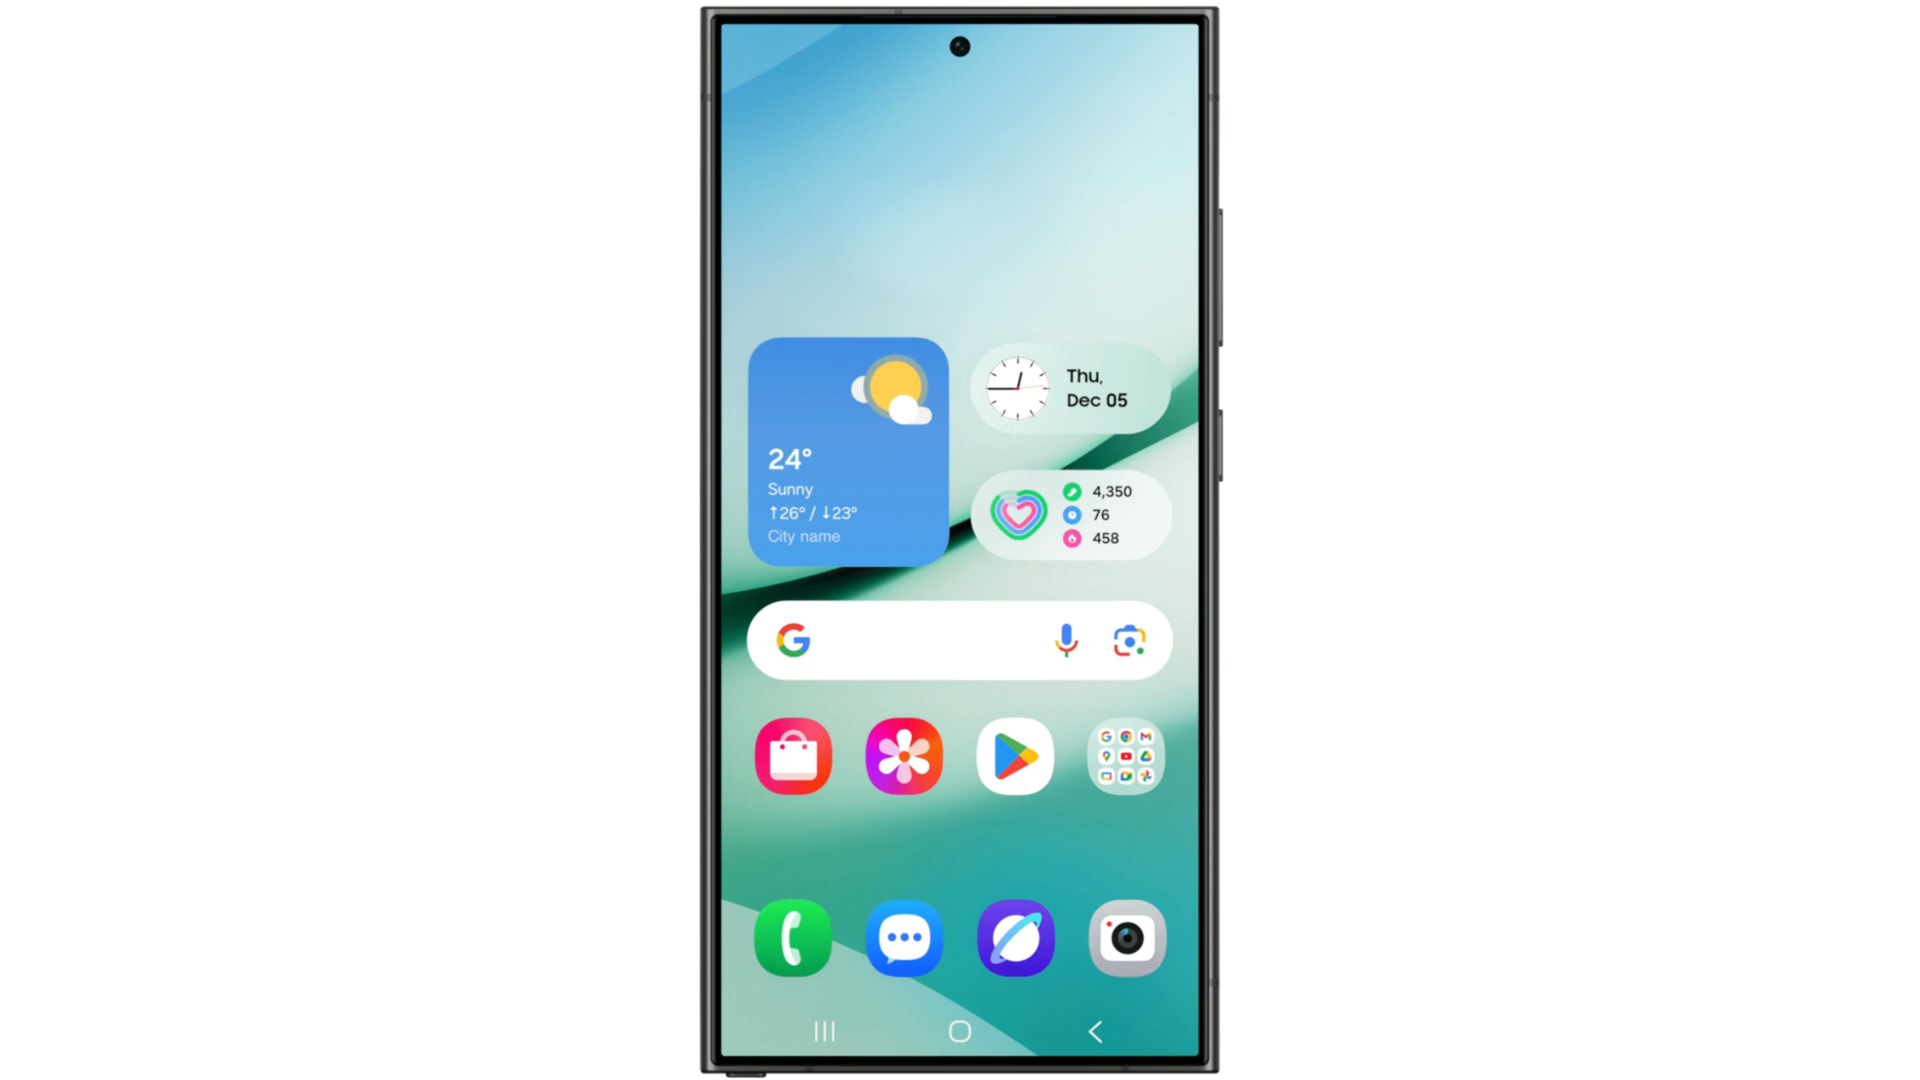 24°
Sunny
↑26° / ↓23°
City name
Thu,
Dec 05
4,350
76
458